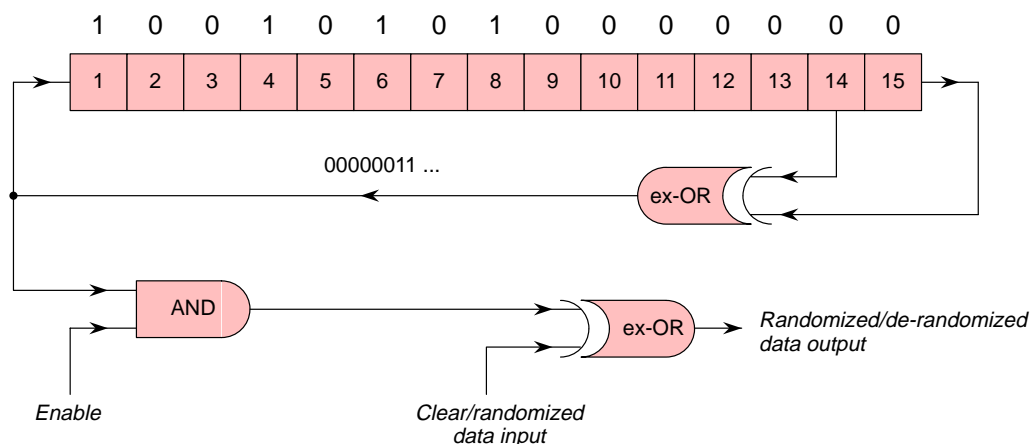 1 0 0 1 0 1 0 1 0 0 0 0 0 0 0
1 2 3 4 5 6 7 8 9 10 11 12 13 14 15
00000011 ...
ex-OR
AND
ex-OR
Randomized/de-randomized
data output
Enable
Clear/randomized
data input